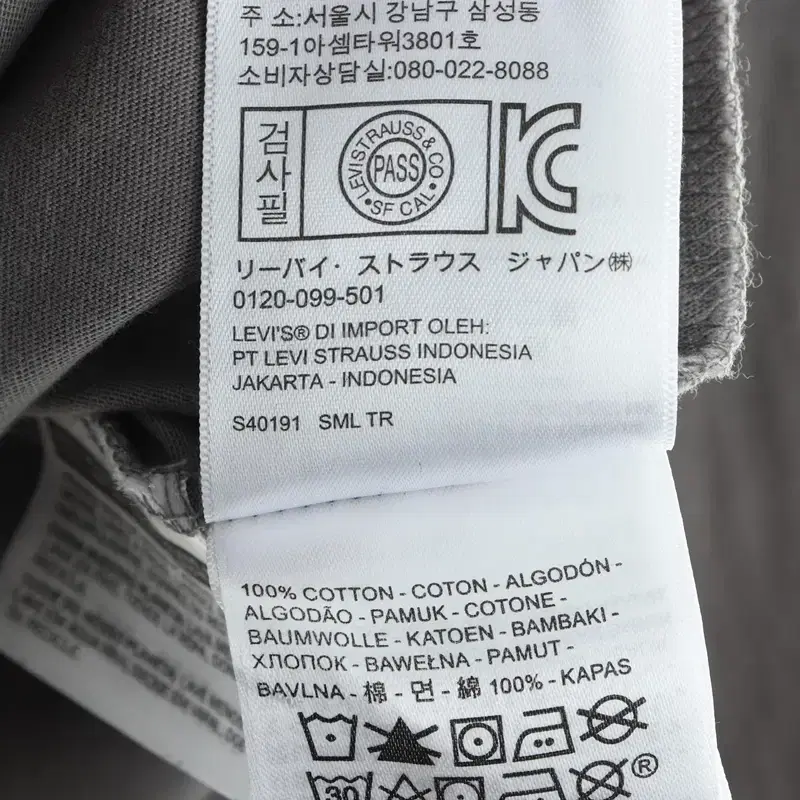 주 소:서울시 강남구 삼성동
159-1아셈타워3801호
소비자상담실:080-022-8088
검사필
LEVI STRAUSS & CO
PASS
•SF CAL•
KC
リーバイ・ストラウス ジャパン㈱
0120-099-501
LEVI'S® DI IMPORT OLEH:
PT LEVI STRAUSS INDONESIA
JAKARTA - INDONESIA
S40191 SML TR
100% COTTON - COTON - ALGODÓN -
ALGODÃO - PAMUK - COTONE -
BAUMWOLLE - KATOEN - BAMBAKI -
ХЛОПОК - BAWEŁNA - PAMUT -
BAVLNA - 棉 - 면 - 綿 100% - KAPAS
30
®